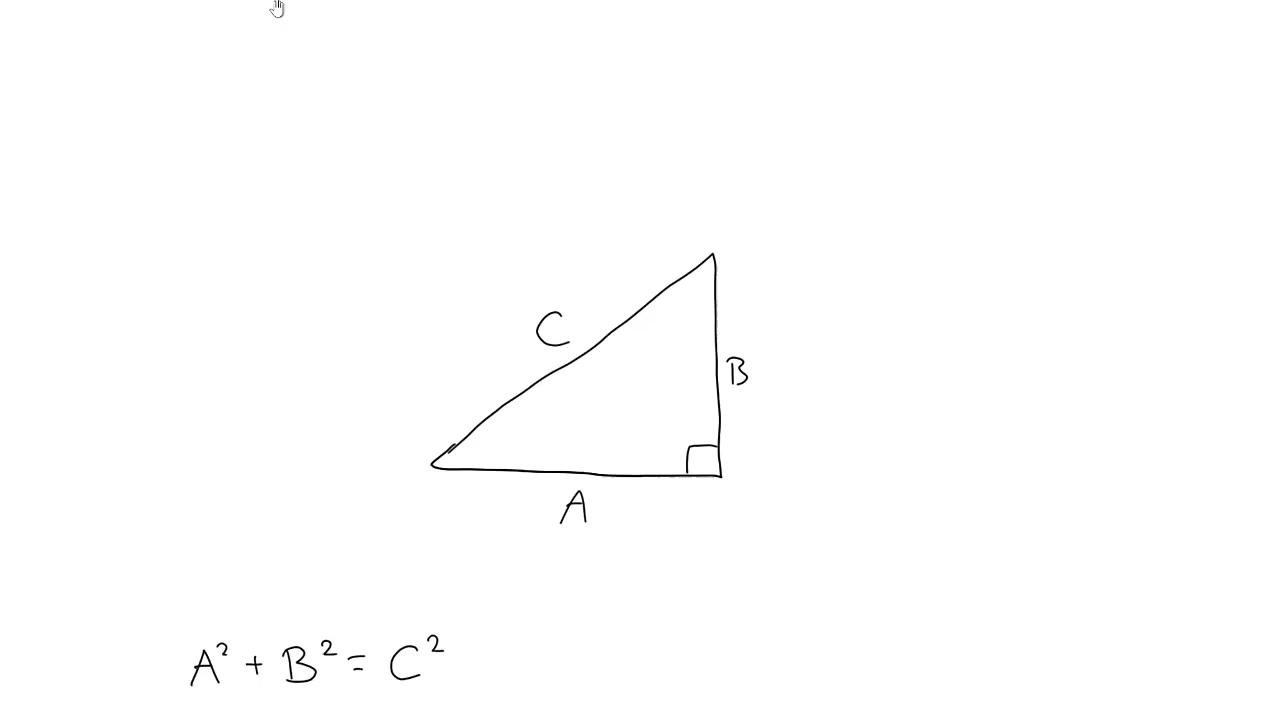 C
B
A
A² + B² = C²